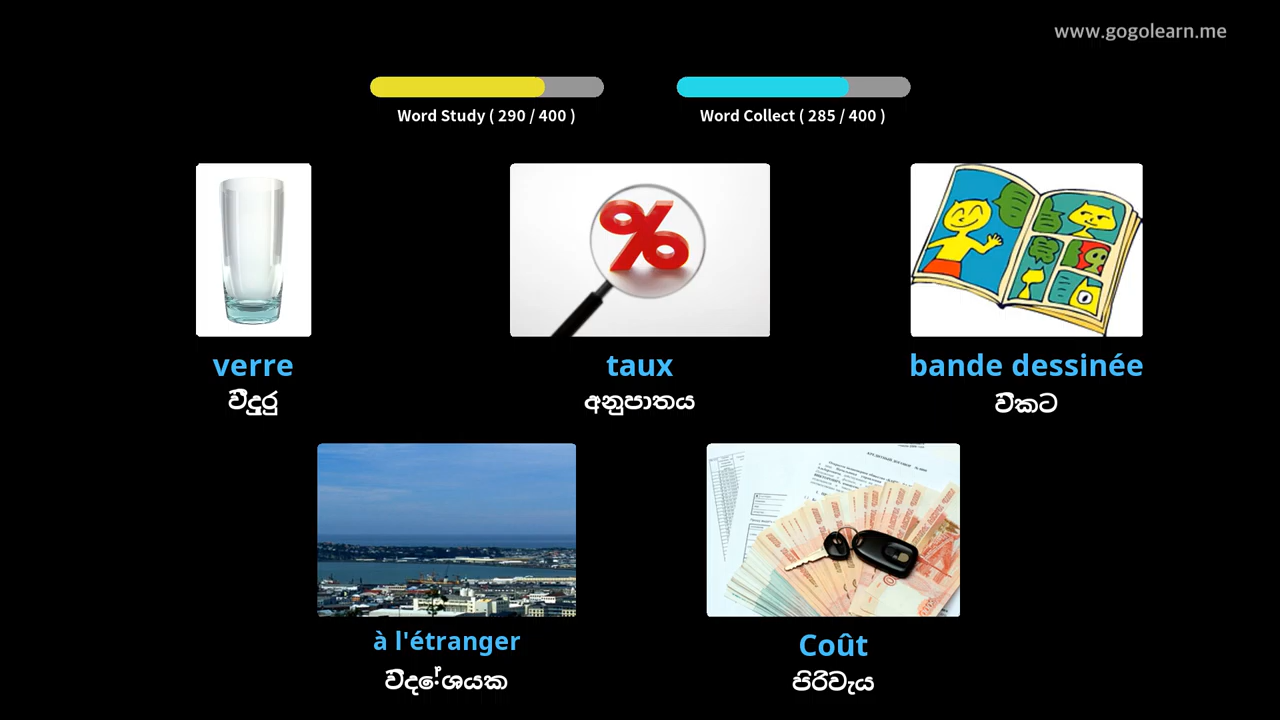 www.gogolearn.me
Word Study ( 290 / 400 )
Word Collect ( 285 / 400 )
verre
වීදුරු
taux
අනුපාතය
bande dessinée
විකට
à l'étranger
විදේශයක
Coût
පිරිවැය